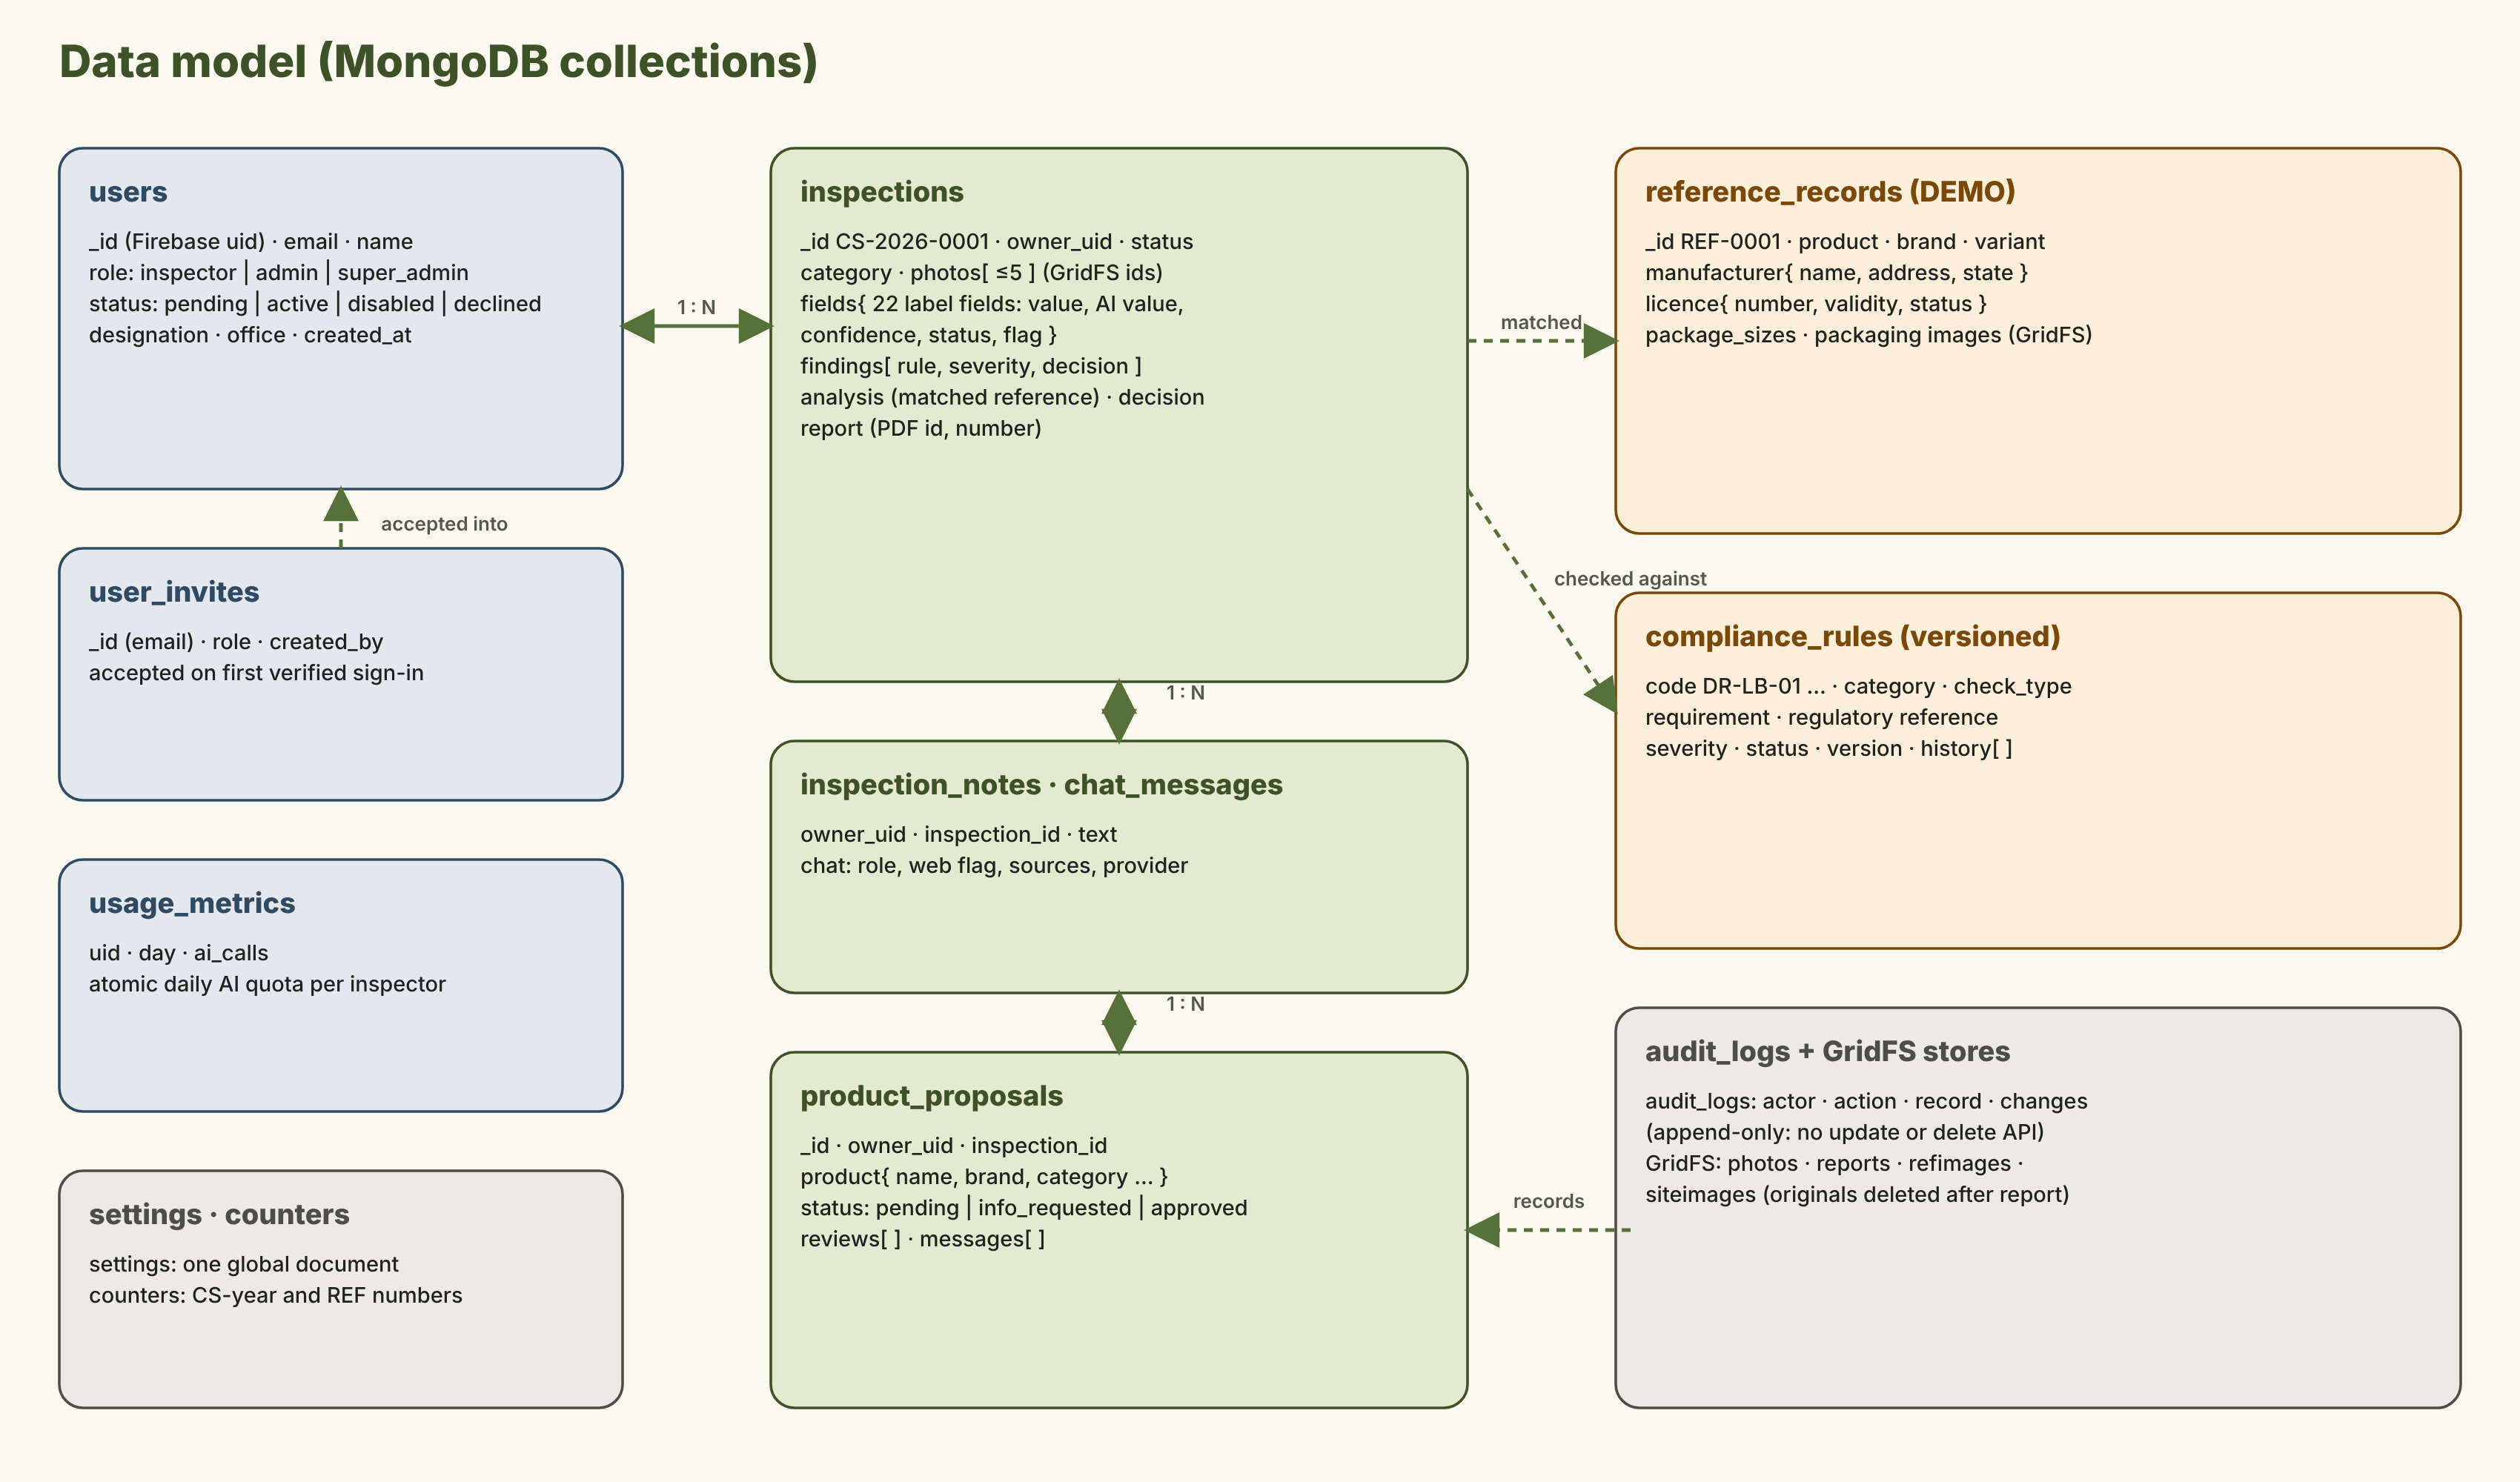 Data model (MongoDB collections)
users
_id (Firebase uid) · email · name
role: inspector | admin | super_admin
status: pending | active | disabled | declined
designation · office · created_at
1 : N
inspections
_id CS-2026-0001 · owner_uid · status
category · photos[ ≤5 ] (GridFS ids)
fields{ 22 label fields: value, AI value,
confidence, status, flag }
findings[ rule, severity, decision ]
analysis (matched reference) · decision
report (PDF id, number)
matched
reference_records (DEMO)
_id REF-0001 · product · brand · variant
manufacturer{ name, address, state }
licence{ number, validity, status }
package_sizes · packaging images (GridFS)
accepted into
user_invites
_id (email) · role · created_by
accepted on first verified sign-in
checked against
compliance_rules (versioned)
code DR-LB-01 ... · category · check_type
requirement · regulatory reference
severity · status · version · history[ ]
1 : N
inspection_notes · chat_messages
owner_uid · inspection_id · text
chat: role, web flag, sources, provider
usage_metrics
uid · day · ai_calls
atomic daily AI quota per inspector
1 : N
product_proposals
_id · owner_uid · inspection_id
product{ name, brand, category ... }
status: pending | info_requested | approved
reviews[ ] · messages[ ]
records
audit_logs + GridFS stores
audit_logs: actor · action · record · changes
(append-only: no update or delete API)
GridFS: photos · reports · refimages ·
siteimages (originals deleted after report)
settings · counters
settings: one global document
counters: CS-year and REF numbers